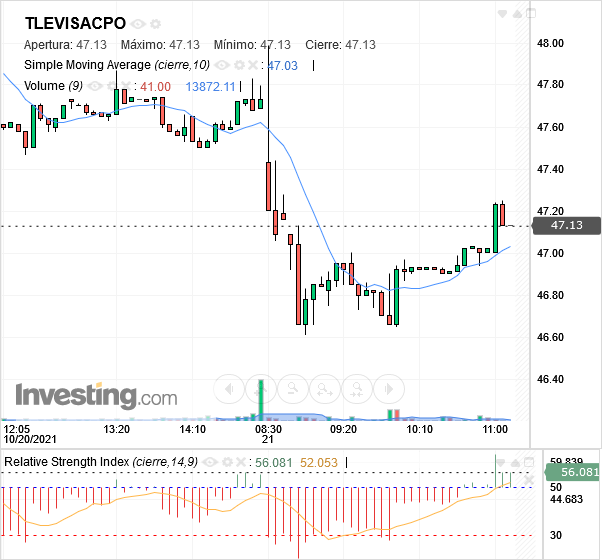 TLEVISACPO
Apertura: 47.13 Máximo: 47.13 Mínimo: 47.13 Cierre: 47.13
Simple Moving Average (cierre,10) : 47.03
Volume (9) : 41.00 13872.11
48.00
47.80
47.60
47.40
47.20
47.13
47.00
46.80
46.60
46.40
Investing.com
12:05 13:20 14:10 08:30 09:20 10:10 11:00
10/20/2021 21
Relative Strength Index (cierre,14,9) : 56.081 52.053
59.839
56.081
50
44.683
30